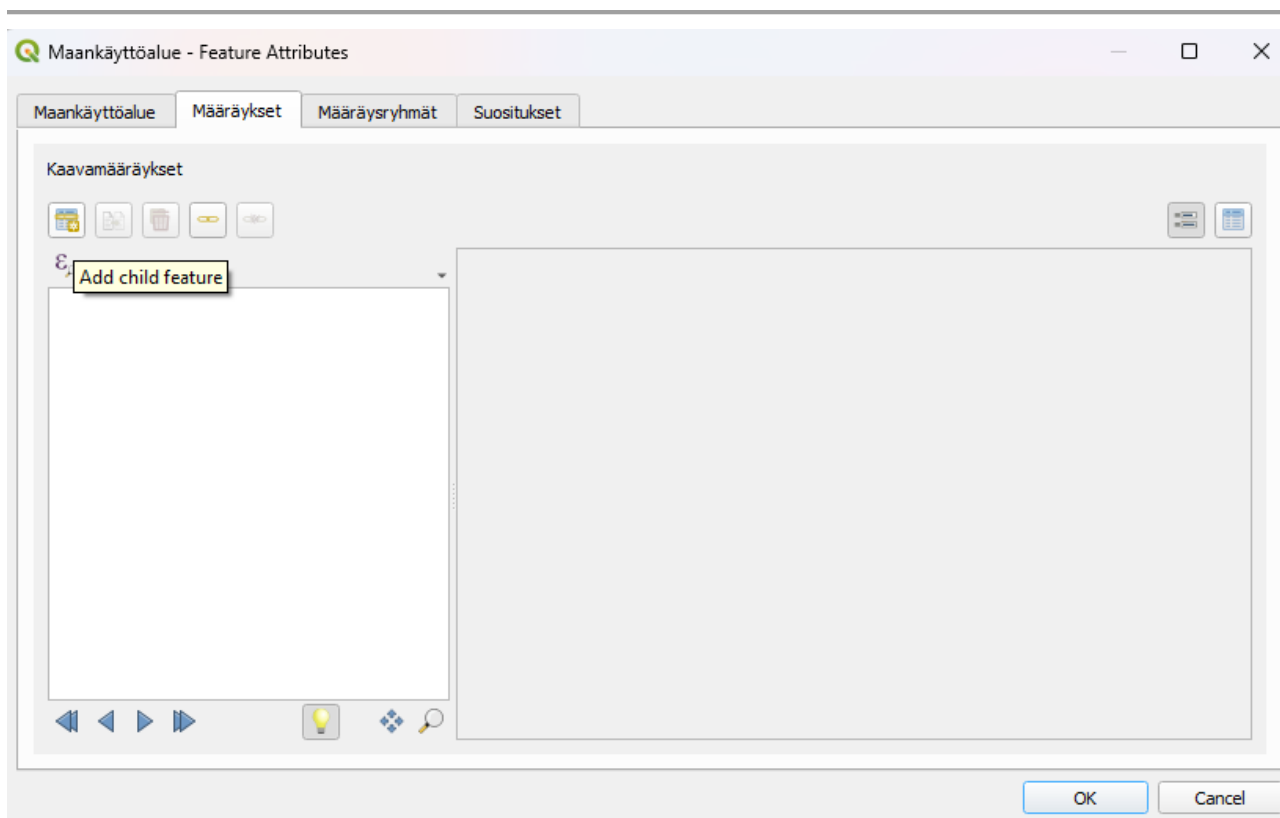 Maankäyttöalue - Feature Attributes
Maankäyttöalue Määräykset Määräysryhmät Suositukset
Kaavamääräykset
ε
Add child feature
OK Cancel